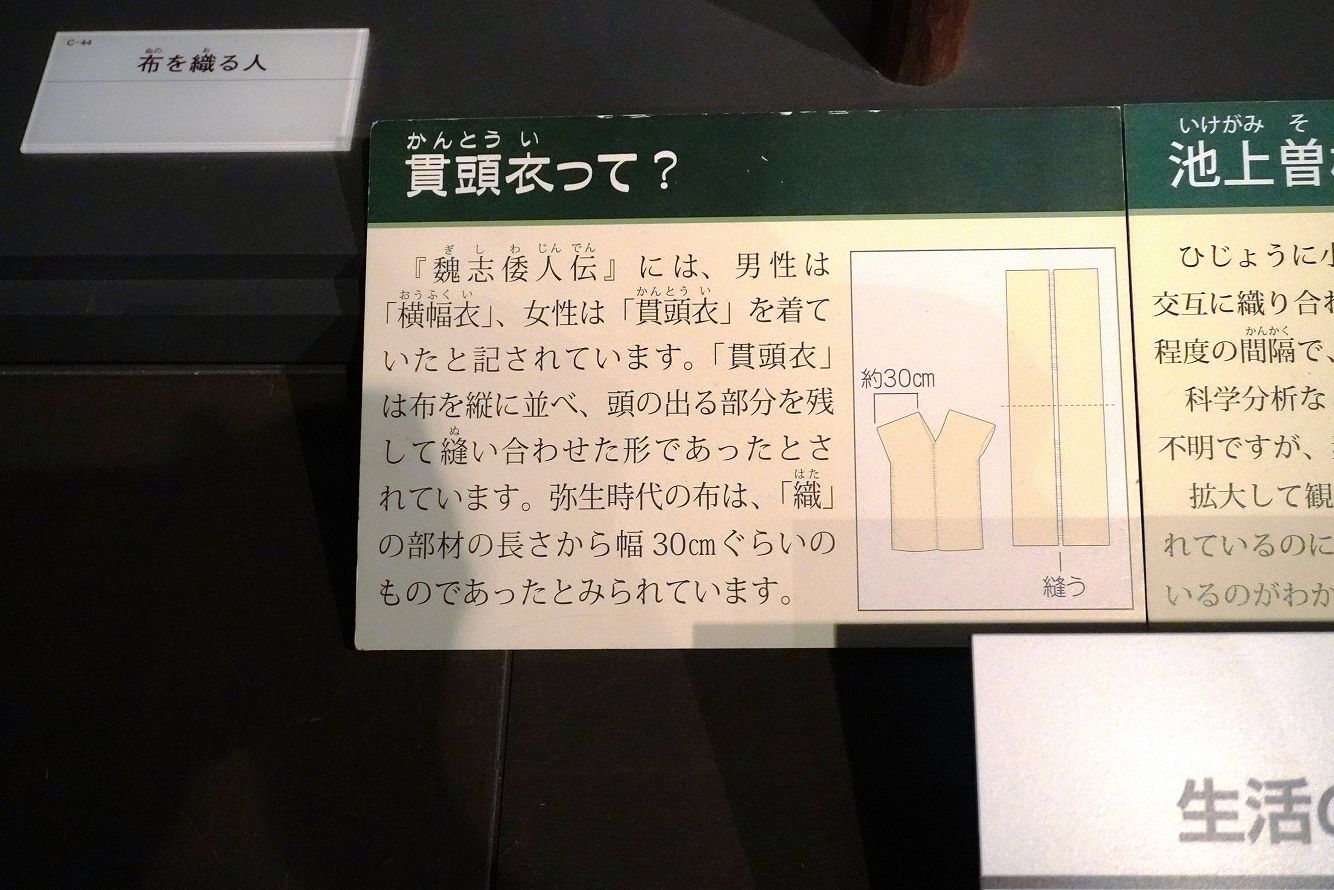 C-44
ぬの お
布を織る人
かんとう い
貫頭衣って？
ぎ し わ じん でん
『魏志倭人伝』には、男性は
おうふく い かんとう い
「横幅衣」、女性は「貫頭衣」を着て
いたと記されています。「貫頭衣」
は布を縦に並べ、頭の出る部分を残
ぬ
して縫い合わせた形であったとさ
はた
れています。弥生時代の布は、「織」
の部材の長さから幅30㎝ぐらいの
ものであったとみられています。
約30㎝
縫う
いけがみ そ
池上曽
ひじょうに小
交互に織り合わ
かんかく
程度の間隔で、
科学分析な
不明ですが、
拡大して観
れているのに
いるのがわか
生活の